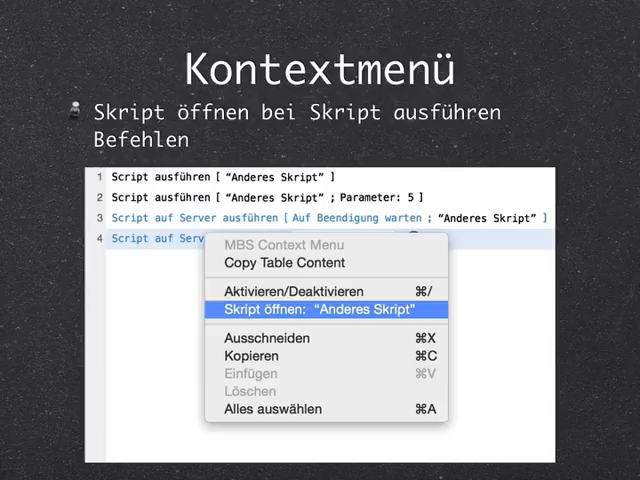 Kontextmenü
Skript öffnen bei Skript ausführen
Befehlen
1 Script ausführen [ “Anderes Skript” ]
2 Script ausführen [ “Anderes Skript” ; Parameter: 5 ]
3 Script auf Server ausführen [ Auf Beendigung warten ; “Anderes Skript” ]
4 Script auf Serv
MBS Context Menu
Copy Table Content
Aktivieren/Deaktivieren ⌘/
Skript öffnen: “Anderes Skript”
Ausschneiden ⌘X
Kopieren ⌘C
Einfügen ⌘V
Löschen
Alles auswählen ⌘A